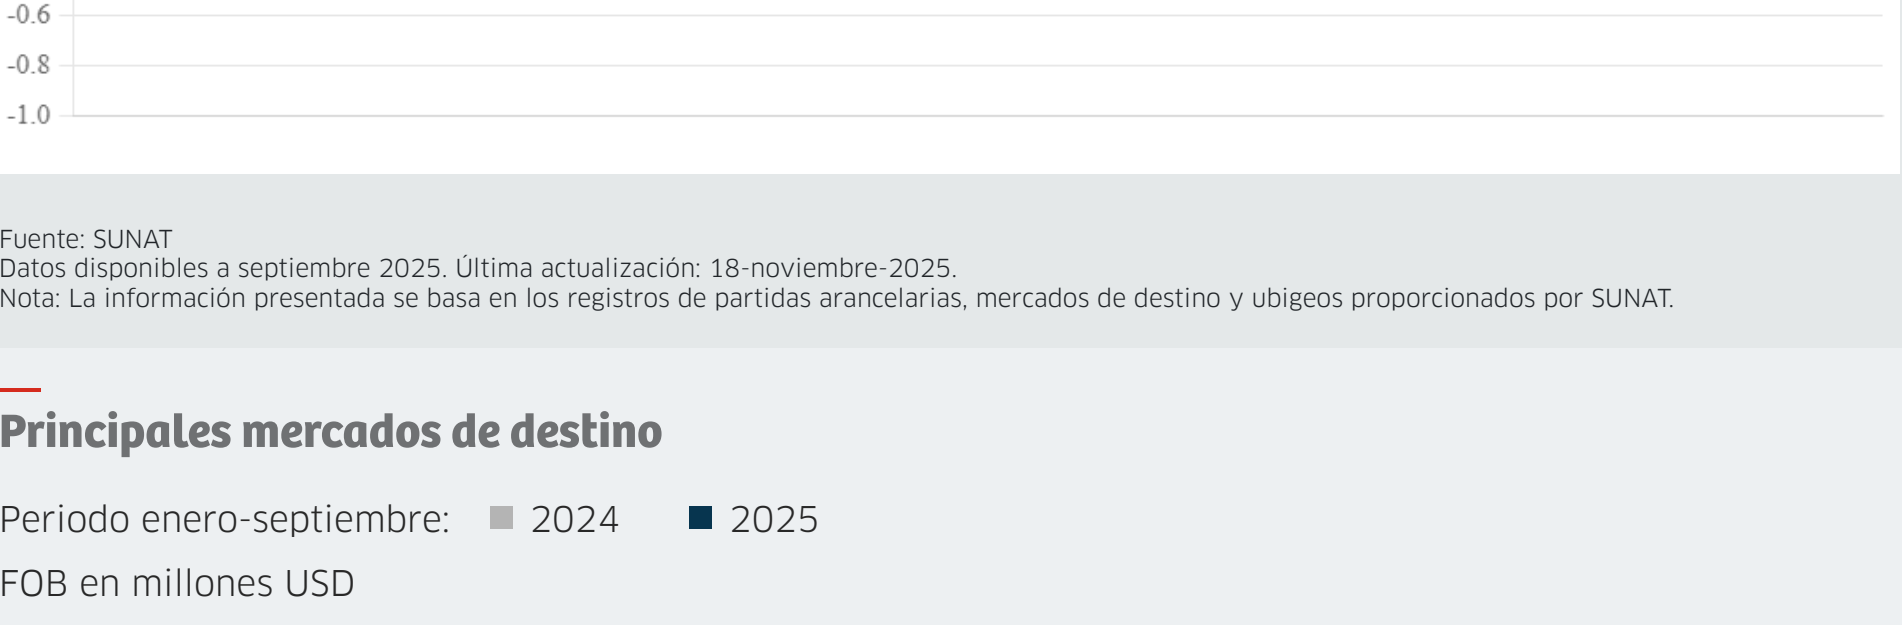 -0.6
-0.8
-1.0
Fuente: SUNAT
Datos disponibles a septiembre 2025. Última actualización: 18-noviembre-2025.
Nota: La información presentada se basa en los registros de partidas arancelarias, mercados de destino y ubigeos proporcionados por SUNAT.
Principales mercados de destino
Periodo enero-septiembre: 2024 2025
FOB en millones USD